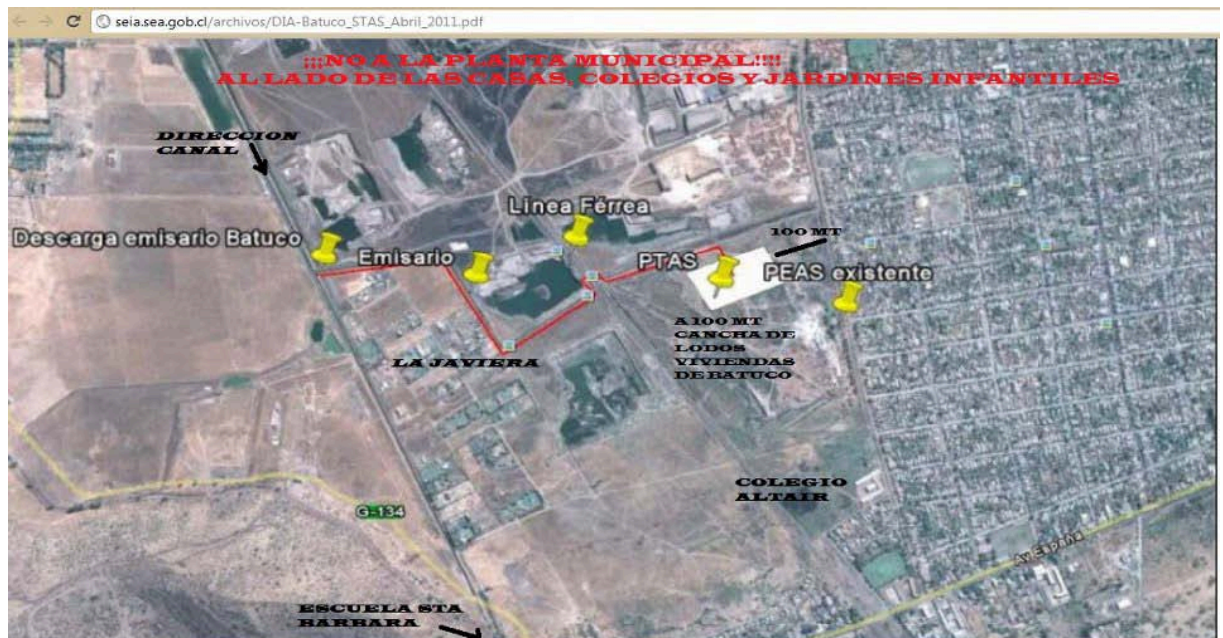 seia.sea.gob.cl/archivos/DIA-Batuco_STAS_Abril_2011.pdf
¡¡¡NO A LA PLANTA MUNICIPAL!!!!
AL LADO DE LAS CASAS, COLEGIOS Y JARDINES INFANTILES
DIRECCION
CANAL
Linea Férrea
Descarga emisario Batuco
Emisario
100 MT
PTAS
PEAS existente
A 100 MT
CANCHA DE
LODOS
VIVIENDAS
DE BATUCO
LA JAVIERA
COLEGIO
ALTAIR
G-134
Av España
ESCUELA STA
BARBARA